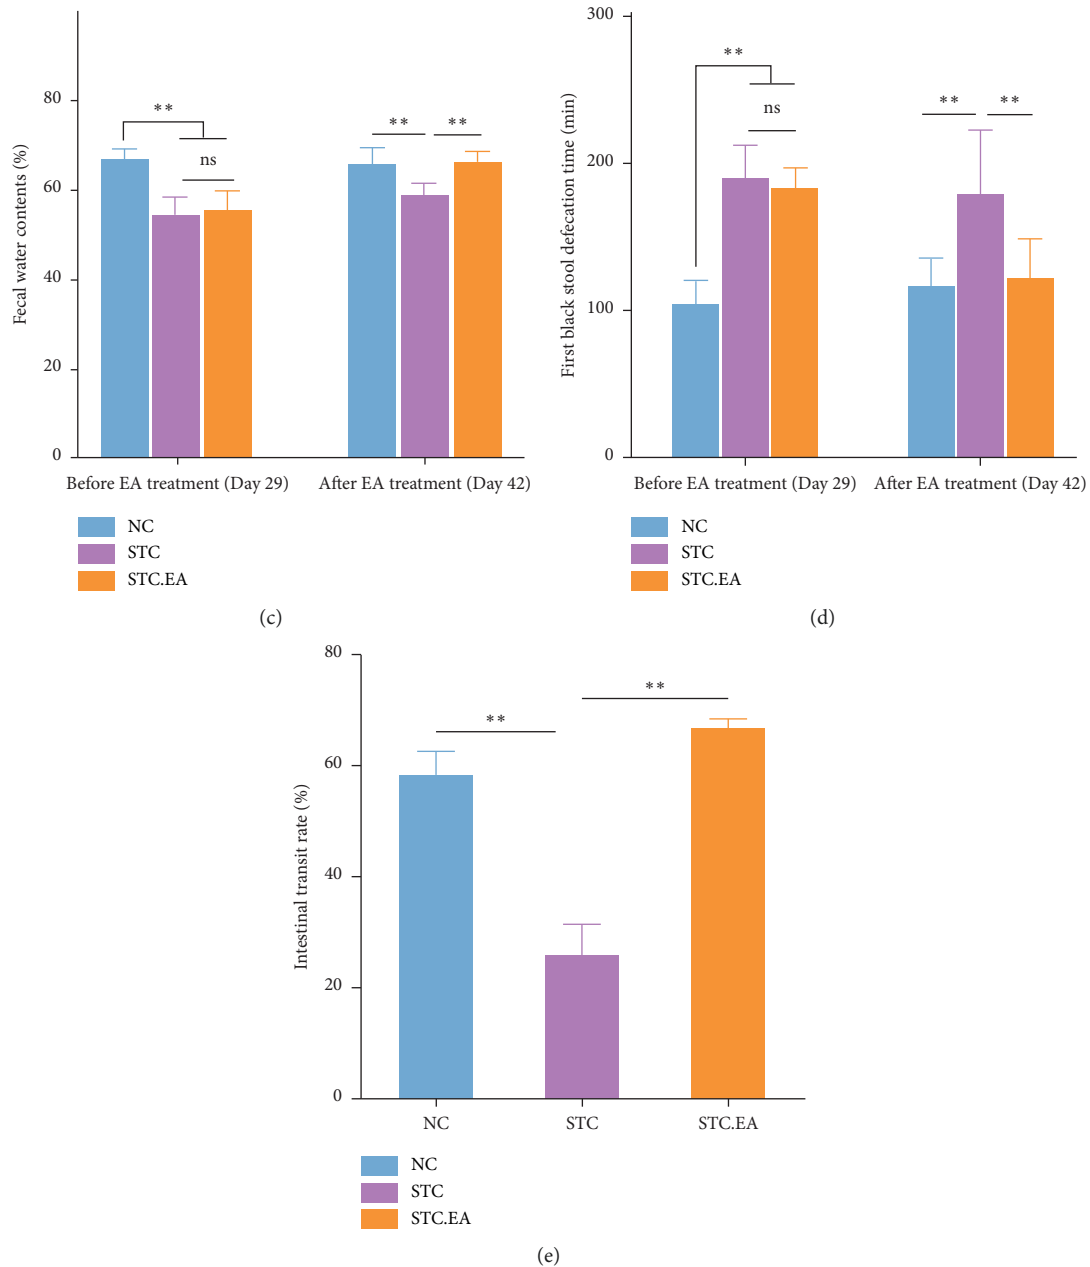 Fecal water contents (%)
80
60
40
20
0
**
ns
**
**
Before EA treatment (Day 29)
After EA treatment (Day 42)
NC
STC
STC.EA
(c)
First black stool defecation time (min)
300
200
100
0
**
ns
**
**
Before EA treatment (Day 29)
After EA treatment (Day 42)
NC
STC
STC.EA
(d)
Intestinal transit rate (%)
80
60
40
20
0
**
**
NC
STC
STC.EA
NC
STC
STC.EA
(e)